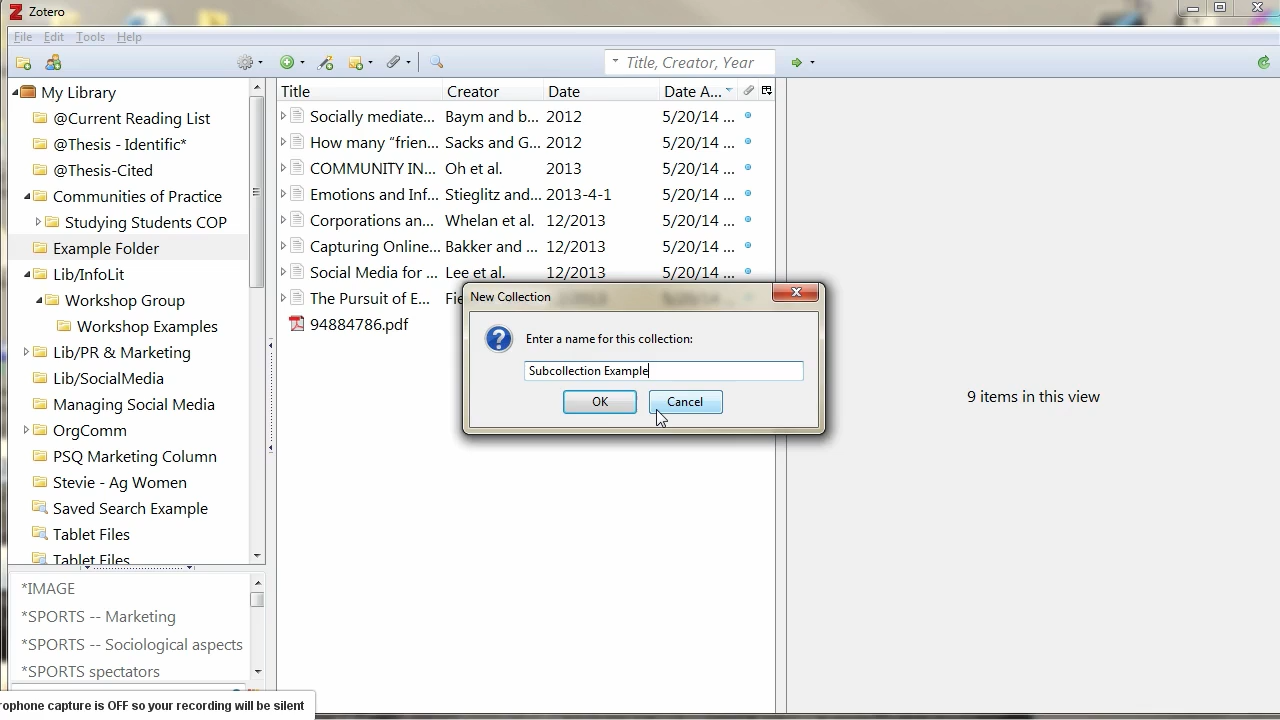 Zotero
File Edit Tools Help
Title, Creator, Year
My Library
@Current Reading List
@Thesis - Identific*
@Thesis-Cited
Communities of Practice
Studying Students COP
Example Folder
Lib/InfoLit
Workshop Group
Workshop Examples
Lib/PR & Marketing
Lib/SocialMedia
Managing Social Media
OrgComm
PSQ Marketing Column
Stevie - Ag Women
Saved Search Example
Tablet Files
Tablet Files
*IMAGE
*SPORTS -- Marketing
*SPORTS -- Sociological aspects
*SPORTS spectators
Title Creator Date Date A...
Socially mediate... Baym and b... 2012 5/20/14 ...
How many “frien... Sacks and G... 2012 5/20/14 ...
COMMUNITY IN... Oh et al. 2013 5/20/14 ...
Emotions and Inf... Stieglitz and... 2013-4-1 5/20/14 ...
Corporations an... Whelan et al. 12/2013 5/20/14 ...
Capturing Online... Bakker and ... 12/2013 5/20/14 ...
Social Media for ... Lee et al. 12/2013 5/20/14 ...
The Pursuit of E... Fie
94884786.pdf
New Collection
Enter a name for this collection:
Subcollection Example
OK Cancel
9 items in this view
rophone capture is OFF so your recording will be silent